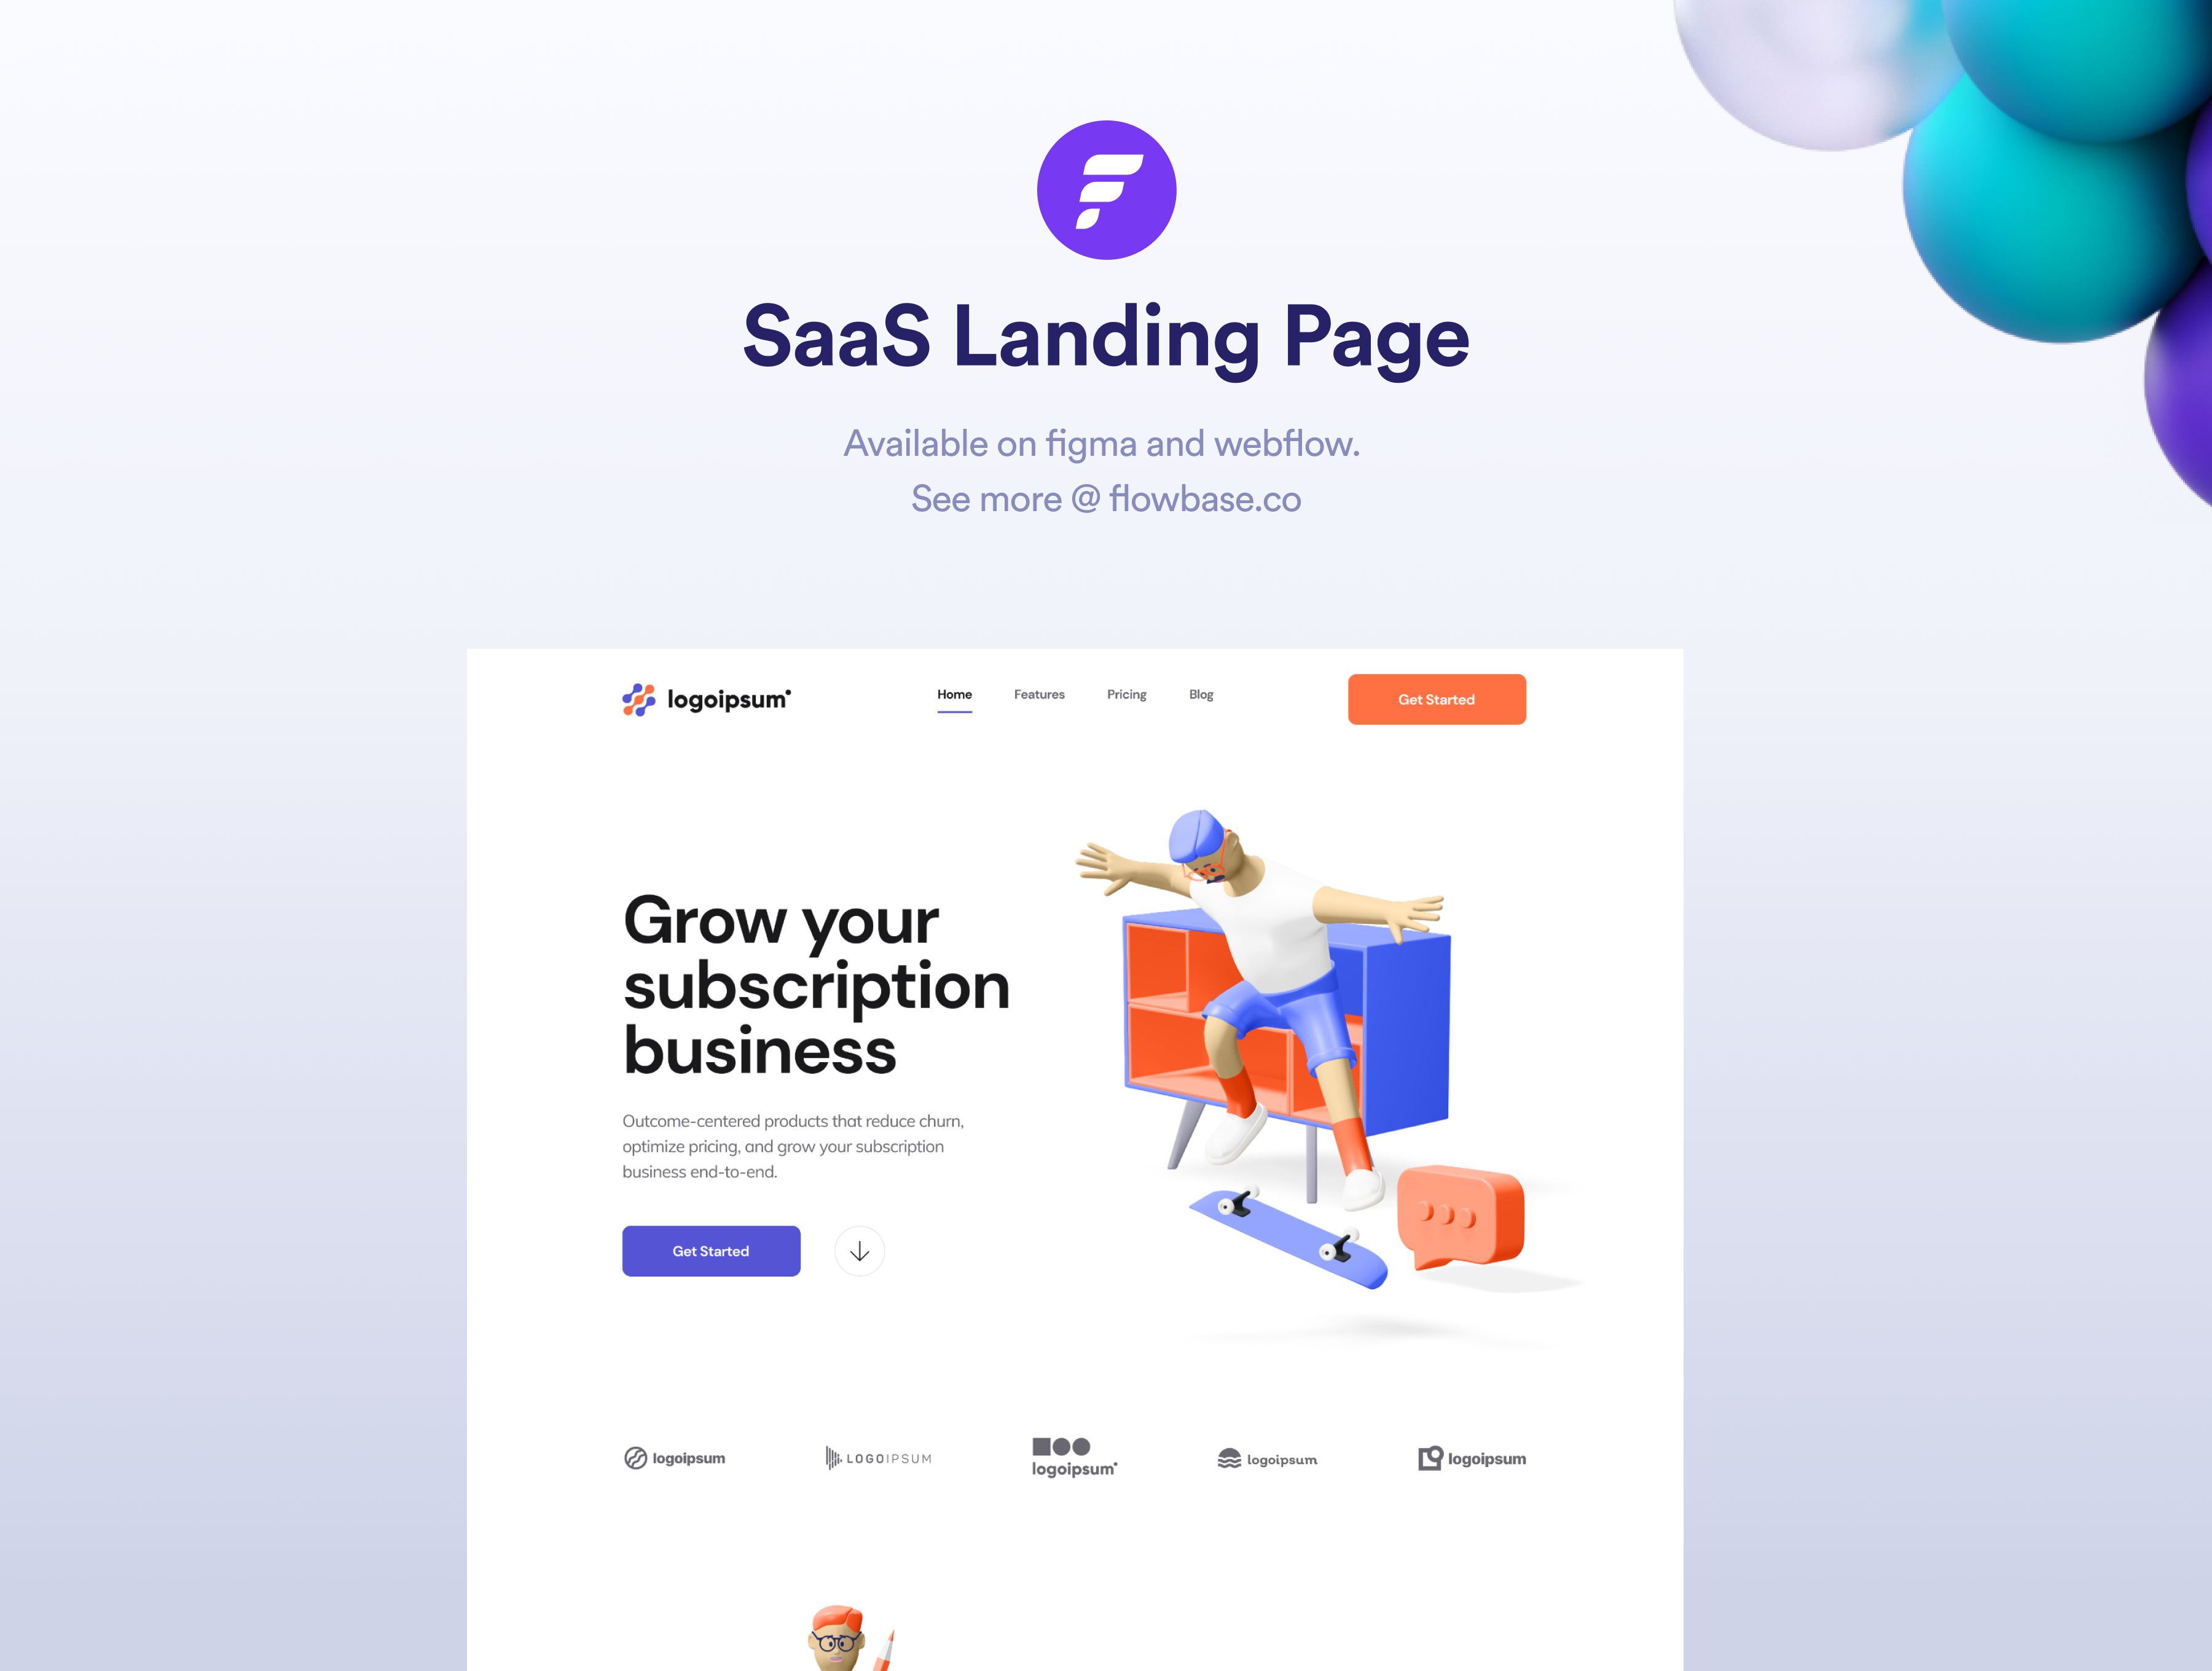 SaaS Landing Page
Available on figma and webflow.
See more @ flowbase.co
logoipsum
Home Features Pricing Blog
Get Started
Grow your
subscription
business
Outcome-centered products that reduce churn,
optimize pricing, and grow your subscription
business end-to-end.
Get Started
logoipsum
LOGOIPSUM
logoipsum
logoipsum
logoipsum